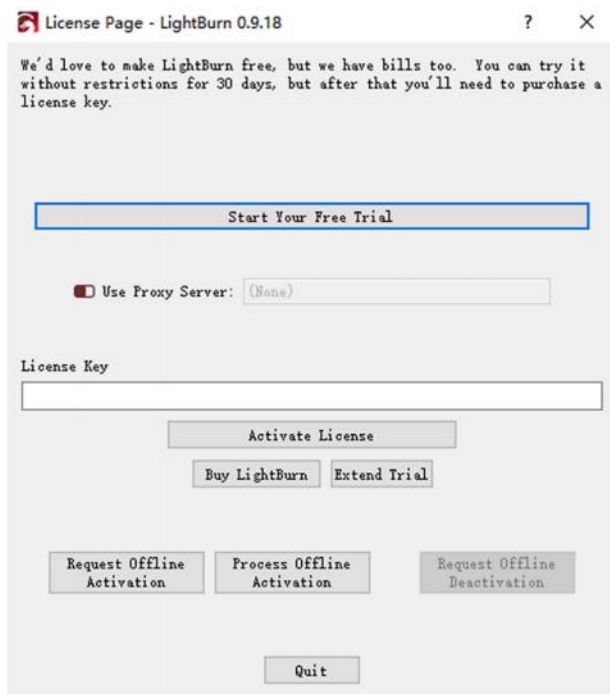 License Page - LightBurn 0.9.18 ?
We'd love to make LightBurn free, but we have bills too. You can try it
without restrictions for 30 days, but after that you'll need to purchase a
license key.
Start Your Free Trial
Use Proxy Server: (None)
License Key
Activate License
Buy LightBurn Extend Trial
Request Offline Process Offline Request Offline
Activation Activation Deactivation
Quit